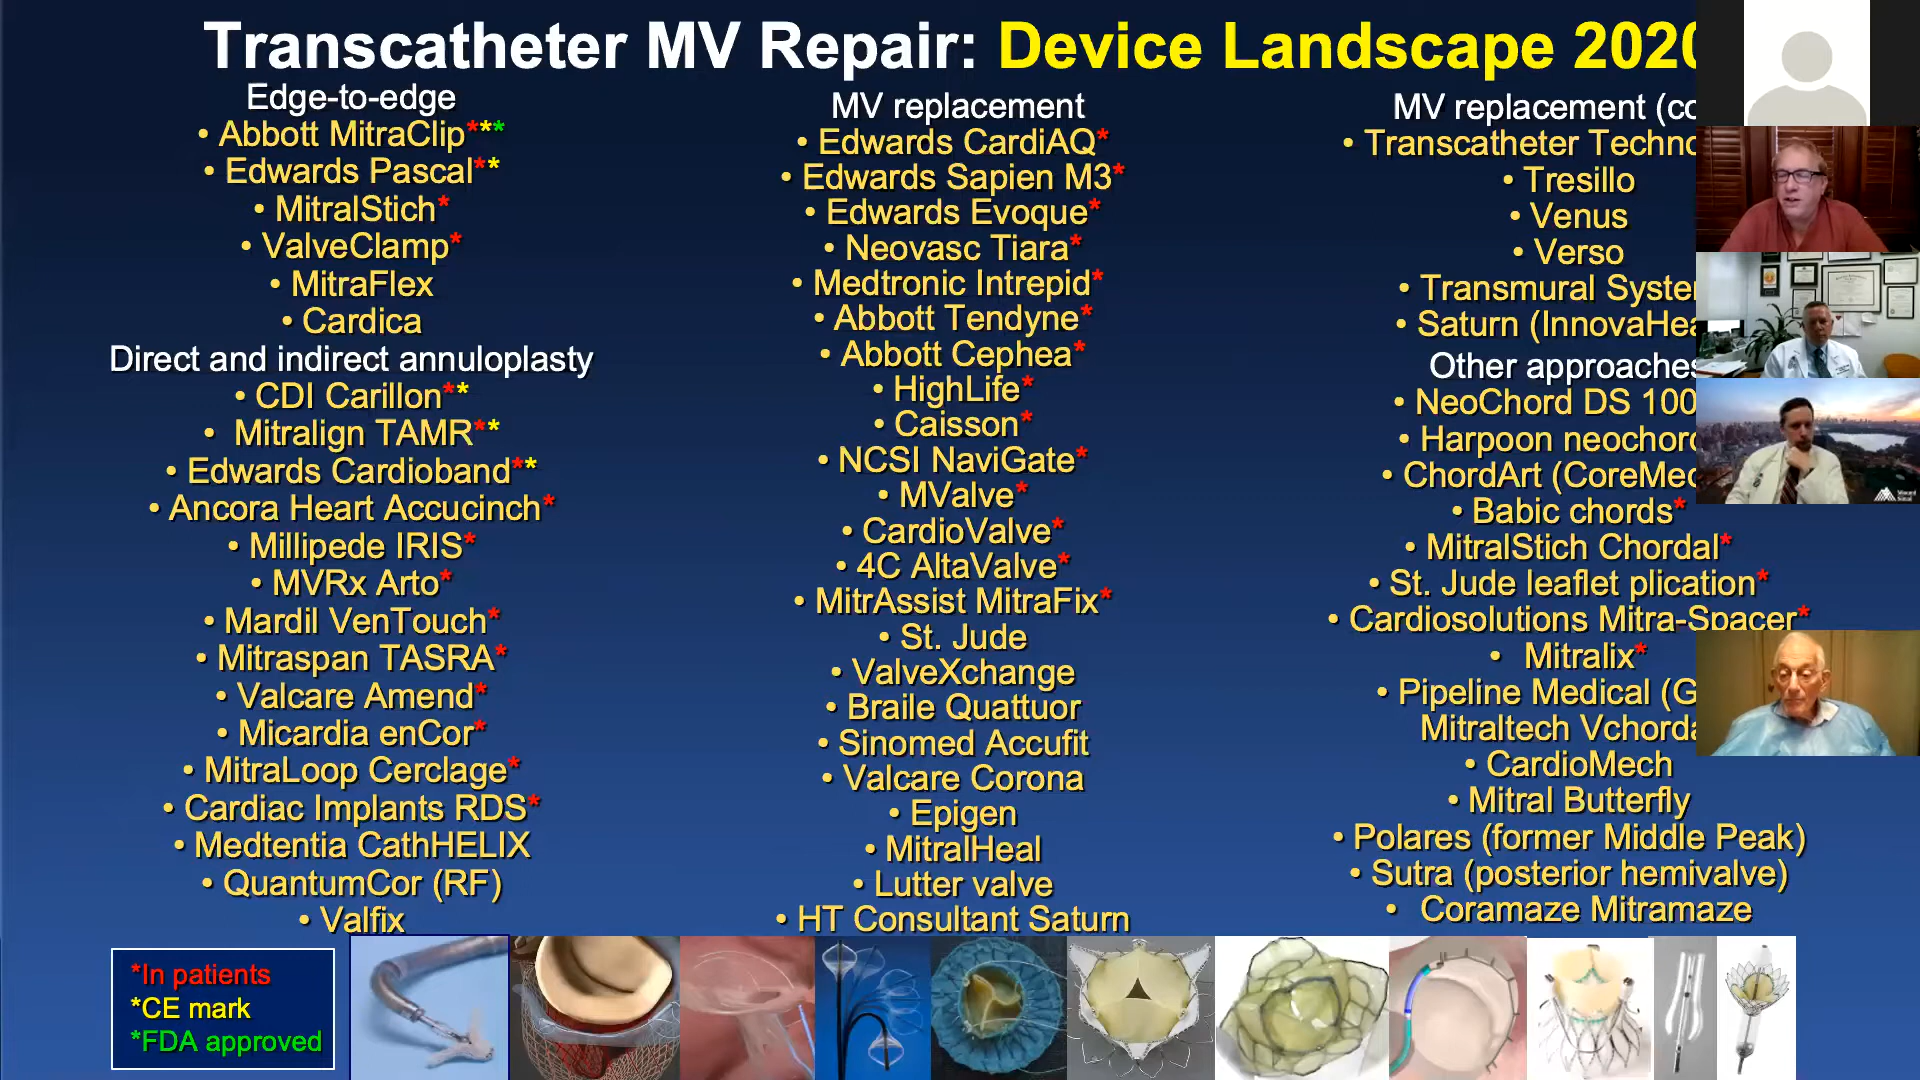 Transcatheter MV Repair: Device Landscape 2020
Edge-to-edge
• Abbott MitraClip***
• Edwards Pascal**
• MitralStich*
• ValveClamp*
• MitraFlex
• Cardica
Direct and indirect annuloplasty
• CDI Carillon**
• Mitralign TAMR**
• Edwards Cardioband**
• Ancora Heart Accucinch*
• Millipede IRIS*
• MVRx Arto*
• Mardil VenTouch*
• Mitraspan TASRA*
• Valcare Amend*
• Micardia enCor*
• MitraLoop Cerclage*
• Cardiac Implants RDS*
• Medtentia CathHELIX
• QuantumCor (RF)
• Valfix
MV replacement
• Edwards CardiAQ*
• Edwards Sapien M3*
• Edwards Evoque*
• Neovasc Tiara*
• Medtronic Intrepid*
• Abbott Tendyne*
• Abbott Cephea*
• HighLife*
• Caisson*
• NCSI NaviGate*
• MValve*
• CardioValve*
• 4C AltaValve*
• MitrAssist MitraFix*
• St. Jude
• ValveXchange
• Braile Quattuor
• Sinomed Accufit
• Valcare Corona
• Epigen
• MitralHeal
• Lutter valve
• HT Consultant Saturn
MV replacement (co
• Transcatheter Techno
• Tresillo
• Venus
• Verso
• Transmural Syste
• Saturn (InnovaHea
Other approaches
• NeoChord DS 100
• Harpoon neochord
• ChordArt (CoreMed
• Babic chords*
• MitralStich Chordal*
• St. Jude leaflet plication*
• Cardiosolutions Mitra-Spacer*
• Mitralix*
• Pipeline Medical (G
Mitraltech Vchorda
• CardioMech
• Mitral Butterfly
• Polares (former Middle Peak)
• Sutra (posterior hemivalve)
• Coramaze Mitramaze
*In patients
*CE mark
*FDA approved
Mount
Sinai